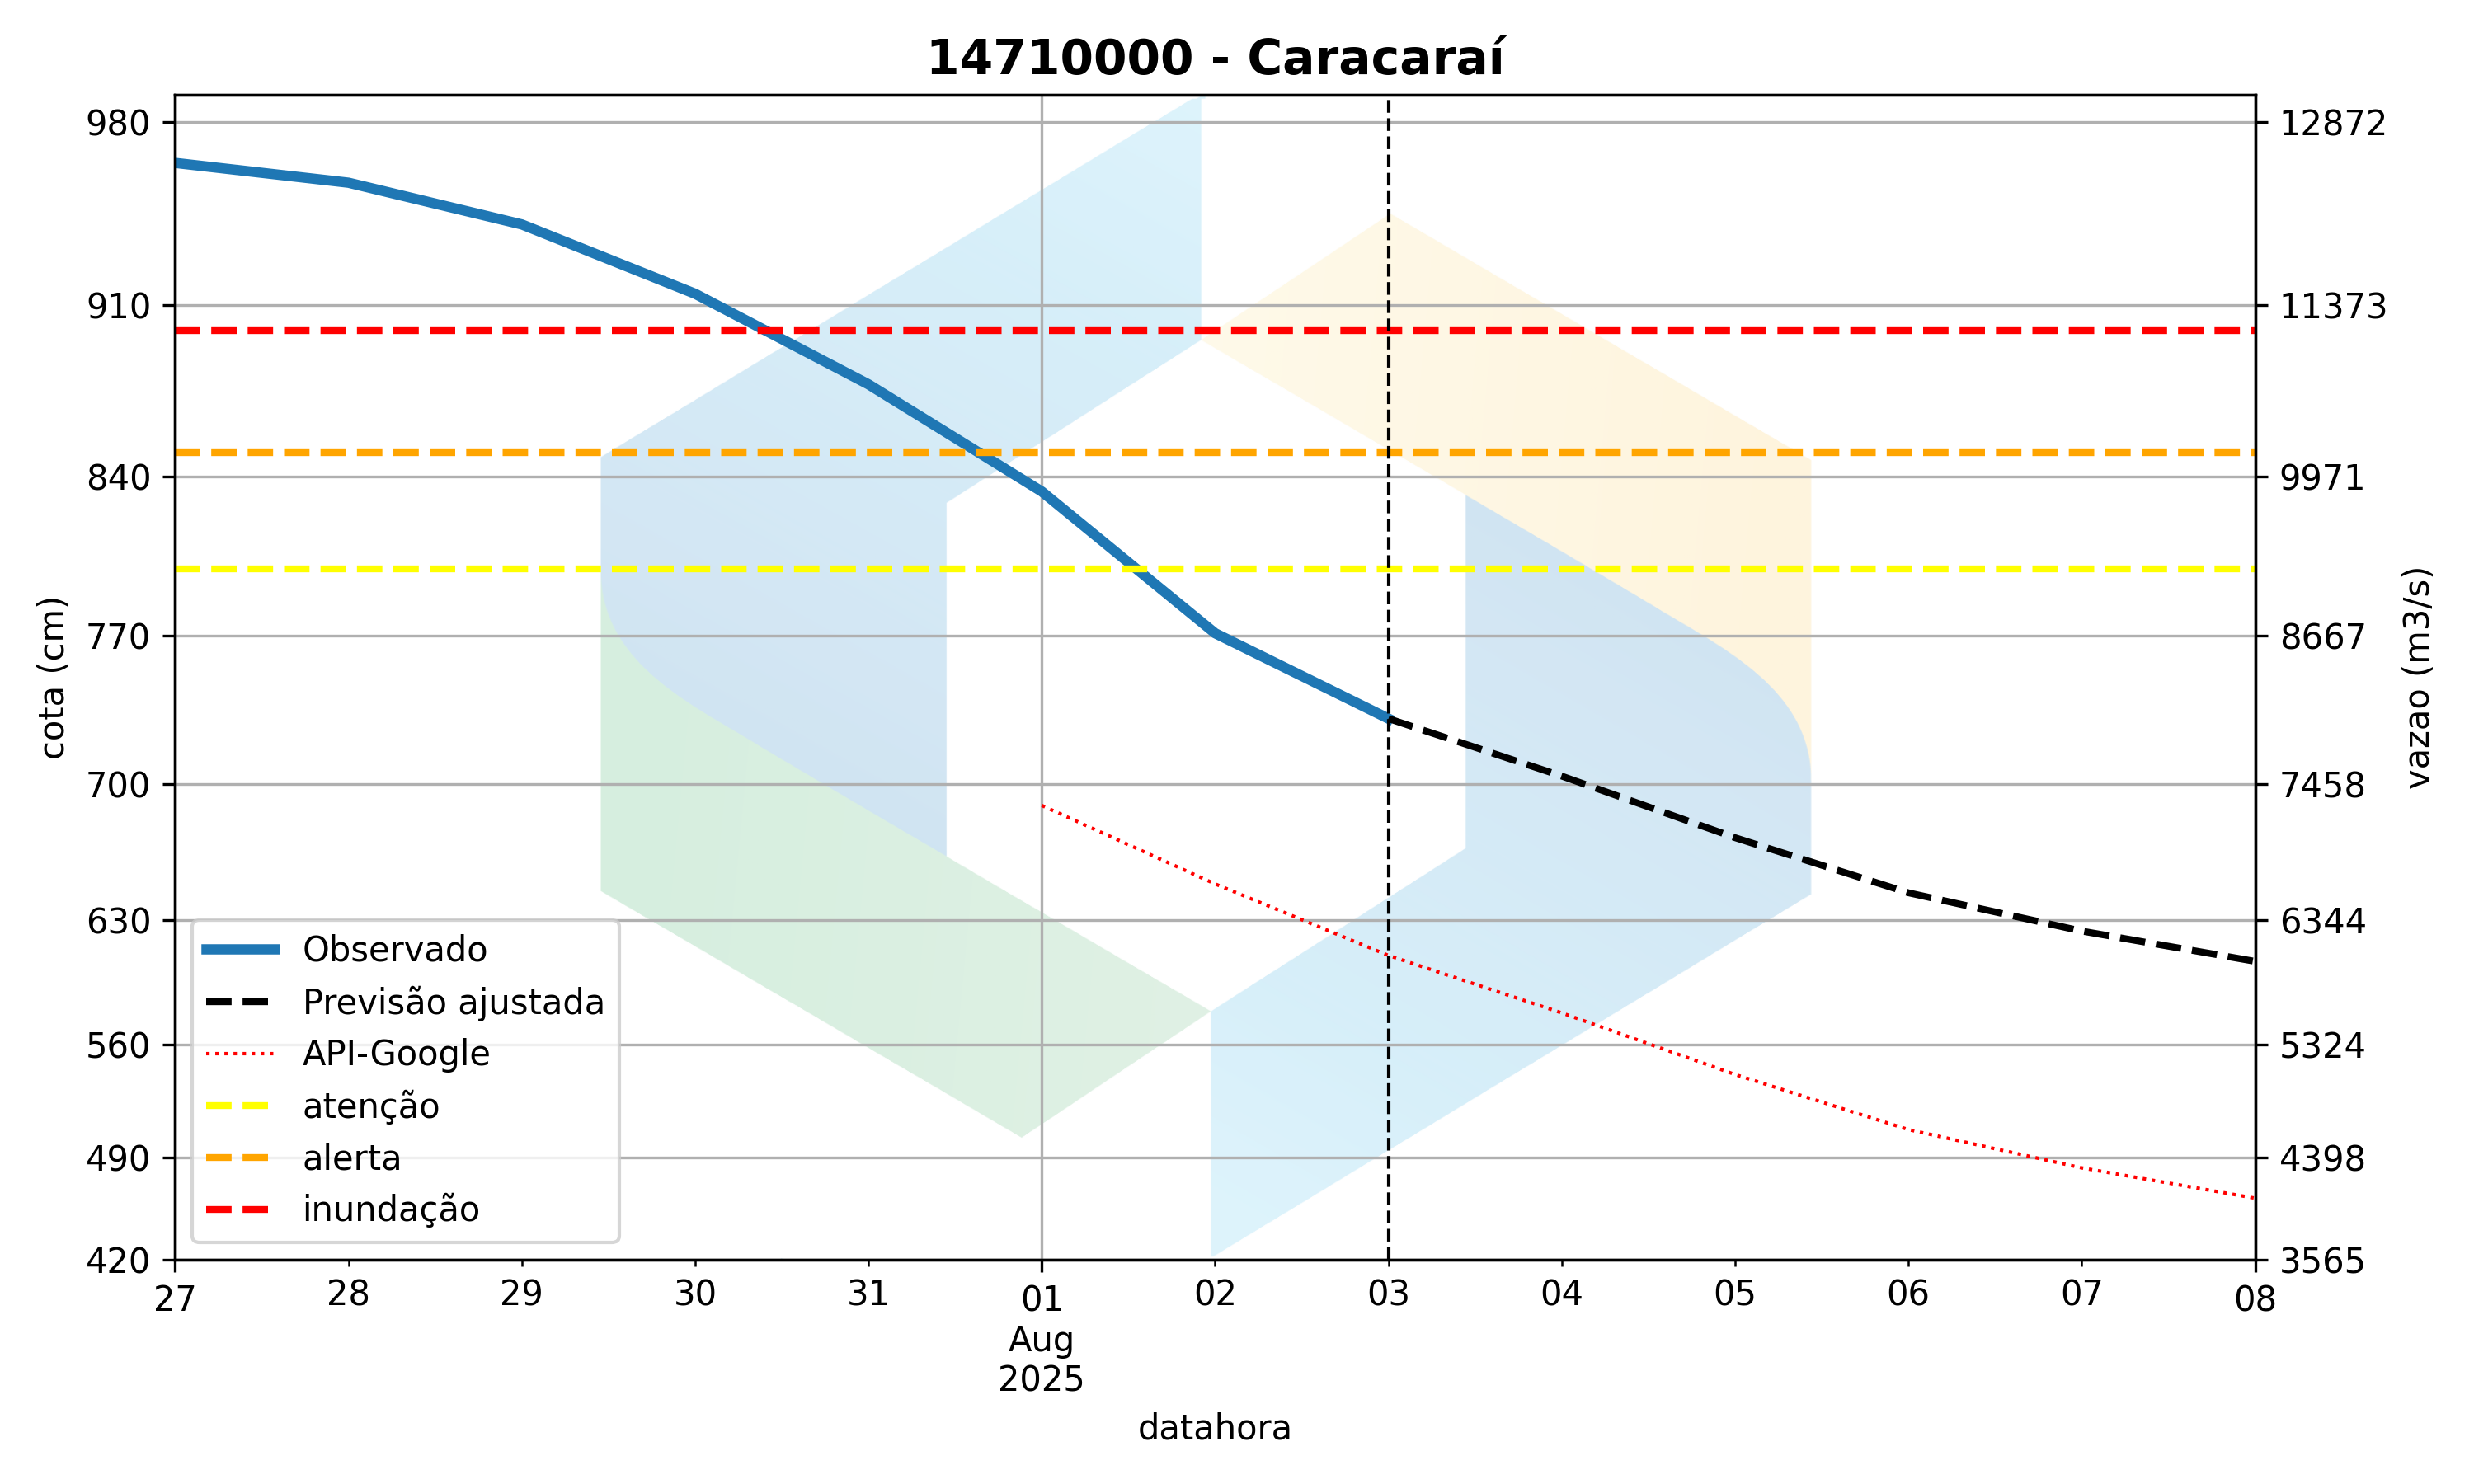 14710000 - Caracaraí
980
910
840
770
700
630
560
490
420
cota (cm)
12872
11373
9971
8667
7458
6344
5324
4398
3565
vazao (m3/s)
Observado
Previsão ajustada
API-Google
atenção
alerta
inundação
27 28 29 30 31 01 02 03 04 05 06 07 08
Aug
2025
datahora